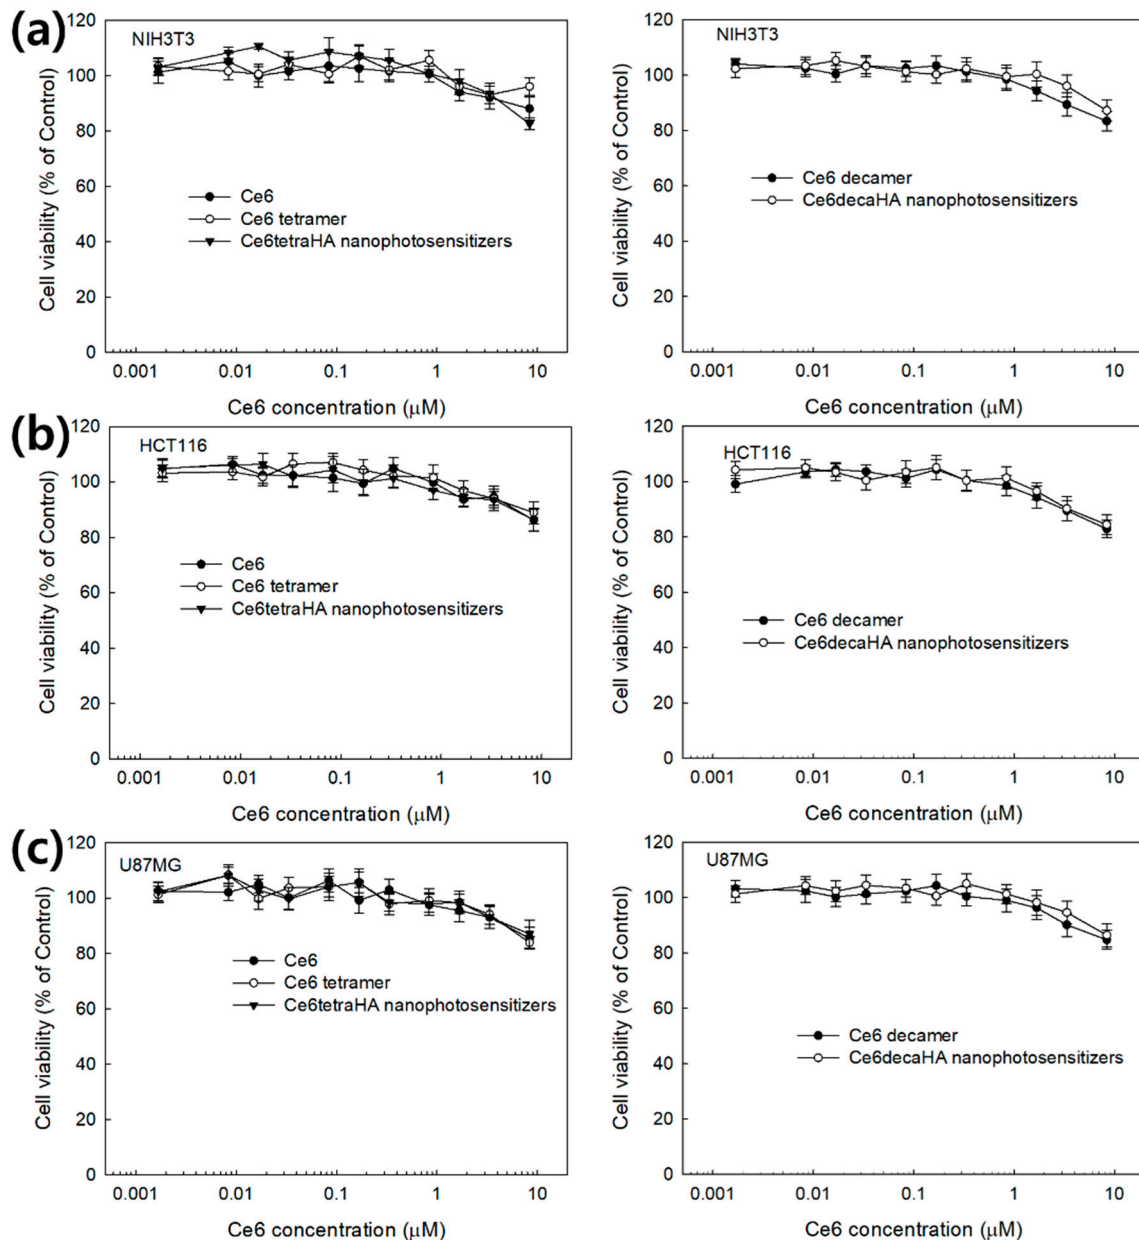 (a)
NIH3T3
Cell viability (% of Control)
120
100
80
60
40
20
0
Ce6
Ce6 tetramer
Ce6tetraHA nanophotosensitizers
0.001 0.01 0.1 1 10
Ce6 concentration (μM)
NIH3T3
Cell viability (% of Control)
120
100
80
60
40
20
0
Ce6 decamer
Ce6decaHA nanophotosensitizers
0.001 0.01 0.1 1 10
Ce6 concentration (μM)
(b)
HCT116
Cell viability (% of Control)
120
100
80
60
40
20
0
Ce6
Ce6 tetramer
Ce6tetraHA nanophotosensitizers
0.001 0.01 0.1 1 10
Ce6 concentration (μM)
HCT116
Cell viability (% of Control)
120
100
80
60
40
20
0
Ce6 decamer
Ce6decaHA nanophotosensitizers
0.001 0.01 0.1 1 10
Ce6 concentration (μM)
(c)
U87MG
Cell viability (% of Control)
120
100
80
60
40
20
0
Ce6
Ce6 tetramer
Ce6tetraHA nanophotosensitizers
0.001 0.01 0.1 1 10
Ce6 concentration (μM)
U87MG
Cell viability (% of Control)
120
100
80
60
40
20
0
Ce6 decamer
Ce6decaHA nanophotosensitizers
0.001 0.01 0.1 1 10
Ce6 concentration (μM)